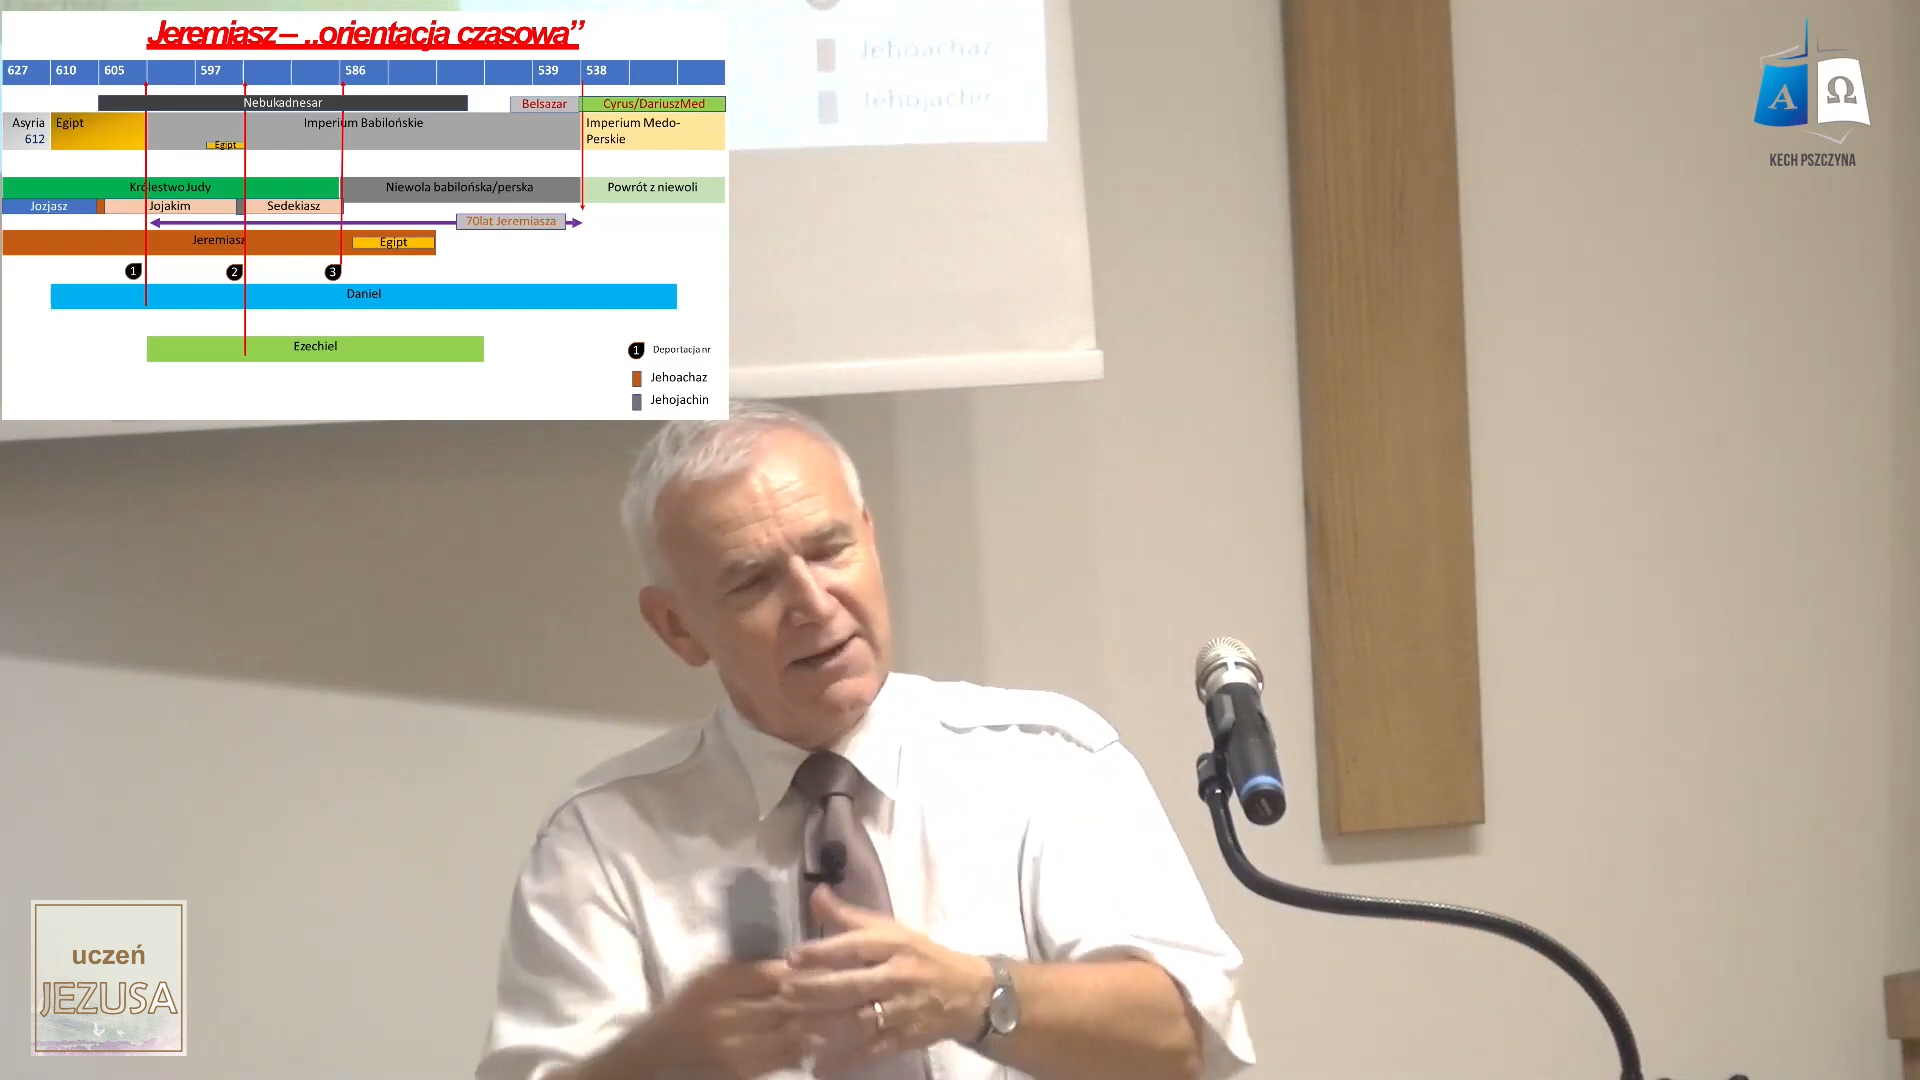 Jeremiasz – „orientacja czasowa”
627 610 605 597 586 539 538
Nebukadnesar
Belsazar
Cyrus/DariuszMed
Asyria
612
Egipt
Imperium Babilońskie
Egipt
Imperium Medo-
Perskie
Królestwo Judy
Niewola babilońska/perska
Powrót z niewoli
Jozjasz
Jojakim
Sedekiasz
70lat Jeremiasza
Jeremiasz
Egipt
1
2
3
Daniel
Ezechiel
1 Deportacja nr
Jehoachaz
Jehojachin
Jehoachaz
Jehojachin
A Ω
KECH PSZCZYNA
uczeń
JEZUSA